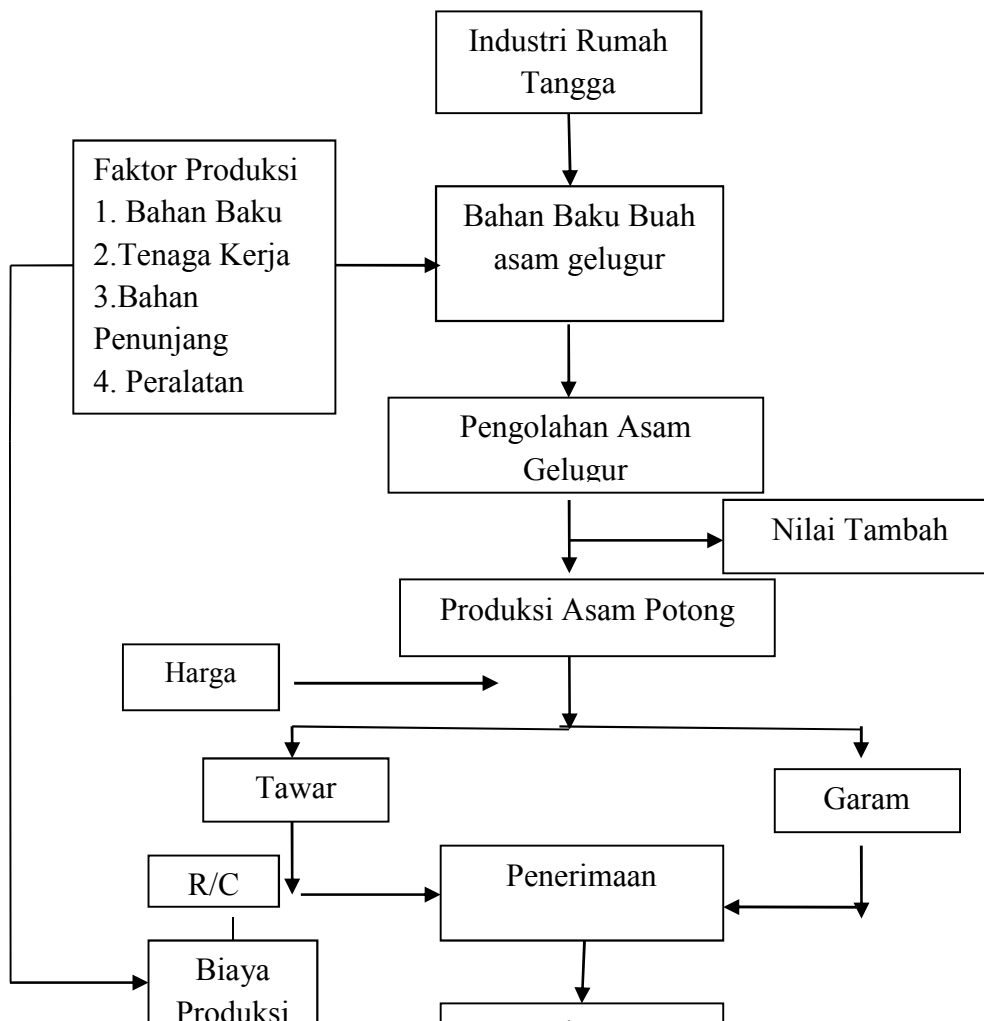 Industri Rumah
Tangga
Faktor Produksi
1. Bahan Baku
2.Tenaga Kerja
3.Bahan
Penunjang
4. Peralatan
Bahan Baku Buah
asam gelugur
Pengolahan Asam
Gelugur
Nilai Tambah
Produksi Asam Potong
Harga
Tawar
Garam
R/C
Penerimaan
Biaya
Produksi